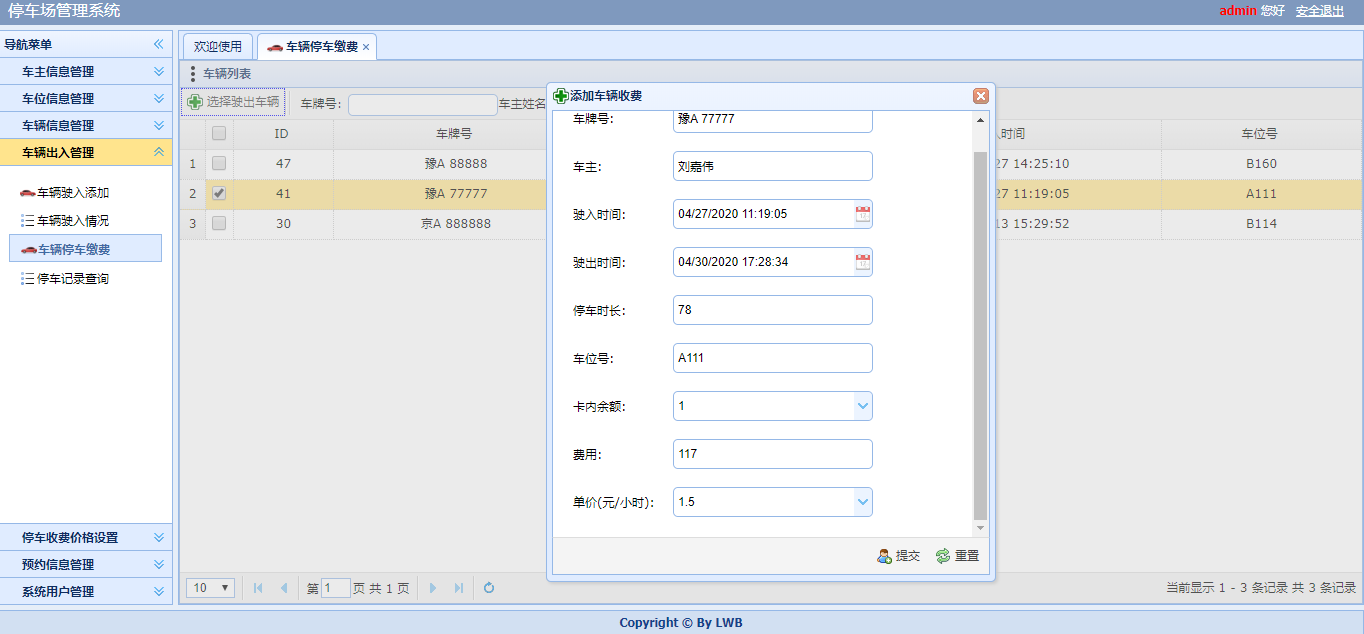 停车场管理系统
admin 您好 安全退出
导航菜单
车主信息管理
车位信息管理
车辆信息管理
车辆出入管理
车辆驶入添加
车辆驶入情况
车辆停车缴费
停车记录查询
停车收费价格设置
预约信息管理
系统用户管理
欢迎使用 车辆停车缴费
车辆列表
选择驶出车辆 车牌号: 车主姓名
ID 车牌号 时间 车位号
1 47 豫A 88888 27 14:25:10 B160
2 41 豫A 77777 27 11:19:05 A111
3 30 京A 888888 13 15:29:52 B114
添加车辆收费
车牌号: 豫A 77777
车主: 刘嘉伟
驶入时间: 04/27/2020 11:19:05
驶出时间: 04/30/2020 17:28:34
停车时长: 78
车位号: A111
卡内余额: 1
费用: 117
单价(元/小时): 1.5
提交 重置
10 第 1 页 共 1 页 当前显示 1 - 3 条记录 共 3 条记录
Copyright © By LWB